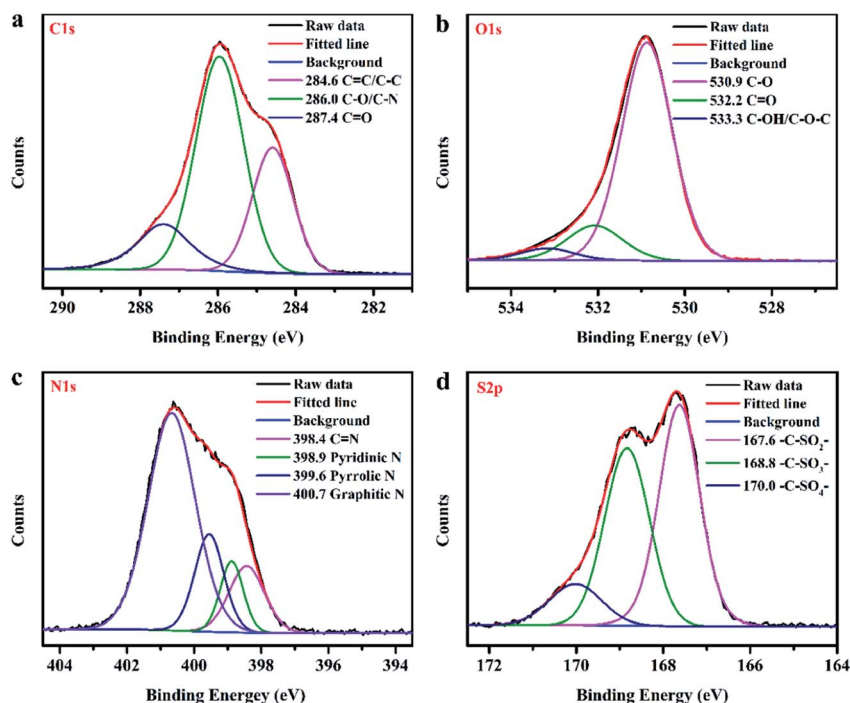 a
C1s
Raw data
Fitted line
Background
284.6 C=C/C-C
286.0 C-O/C-N
287.4 C=O
Counts
290 288 286 284 282
Binding Energy (eV)
b
O1s
Raw data
Fitted line
Background
530.9 C-O
532.2 C=O
533.3 C-OH/C-O-C
Counts
534 532 530 528
Binding Energy (eV)
c
N1s
Raw data
Fitted line
Background
398.4 C=N
398.9 Pyridinic N
399.6 Pyrrolic N
400.7 Graphitic N
Counts
404 402 400 398 396 394
Binding Energey (eV)
d
S2p
Raw data
Fitted line
Background
167.6 -C-SO₂-
168.8 -C-SO₃-
170.0 -C-SO₄-
Counts
172 170 168 166 164
Binding Energy (eV)